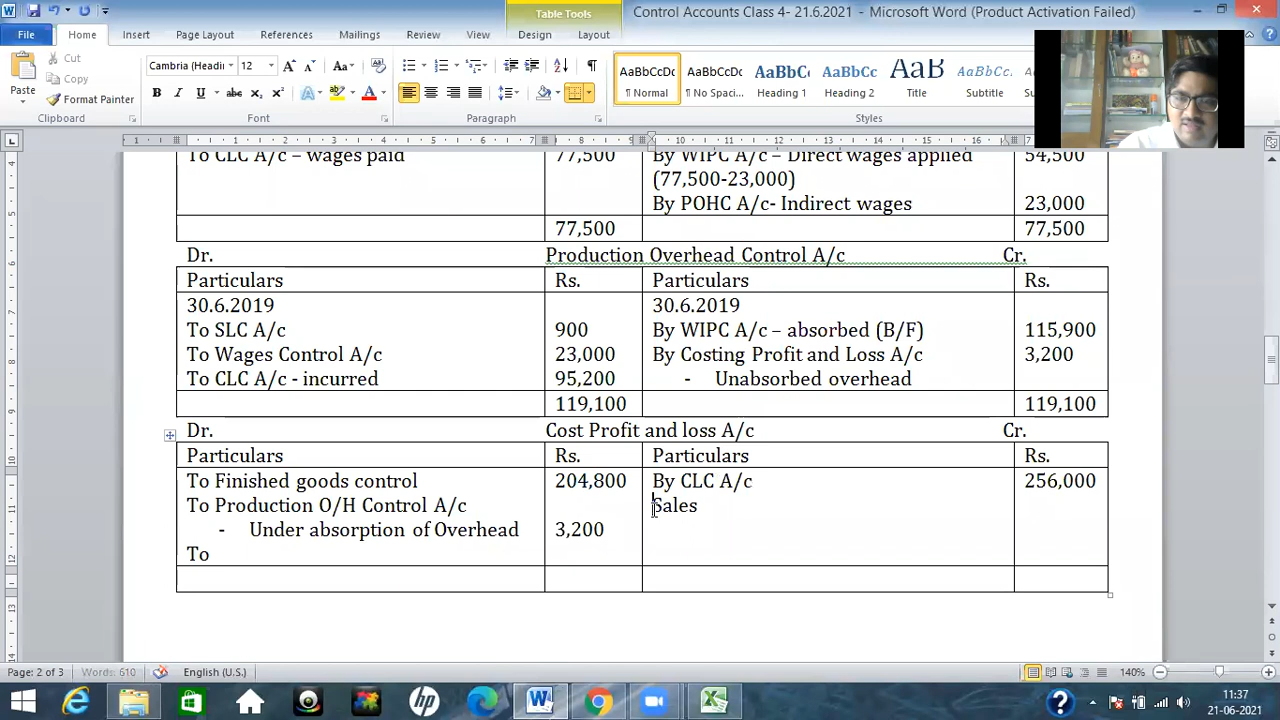 Table Tools
Control Accounts Class 4- 21.6.2021 - Microsoft Word (Product Activation Failed)
File Home Insert Page Layout References Mailings Review View Design Layout
Paste Cut Copy Format Painter
Clipboard
Cambria (Headi 12 Aa
B I U abc x₂ x² A A
Font
Paragraph
AaBbCcDc ¶ Normal
AaBbCcDc ¶ No Spaci...
AaBbCc Heading 1
AaBbCc Heading 2
AaB Title
AaBbCc. Subtitle
Styles
To CLC A/c – wages paid 77,500 By WIPC A/c – Direct wages applied 54,500
(77,500-23,000)
By POHC A/c- Indirect wages 23,000
77,500 77,500
Dr. Production Overhead Control A/c Cr.
Particulars Rs. Particulars Rs.
30.6.2019 30.6.2019
To SLC A/c 900 By WIPC A/c – absorbed (B/F) 115,900
To Wages Control A/c 23,000 By Costing Profit and Loss A/c 3,200
To CLC A/c - incurred 95,200 - Unabsorbed overhead
119,100 119,100
Dr. Cost Profit and loss A/c Cr.
Particulars Rs. Particulars Rs.
To Finished goods control 204,800 By CLC A/c 256,000
To Production O/H Control A/c Sales
- Under absorption of Overhead 3,200
To
Page: 2 of 3 Words: 610 English (U.S.) 140%
11:37
21-06-2021